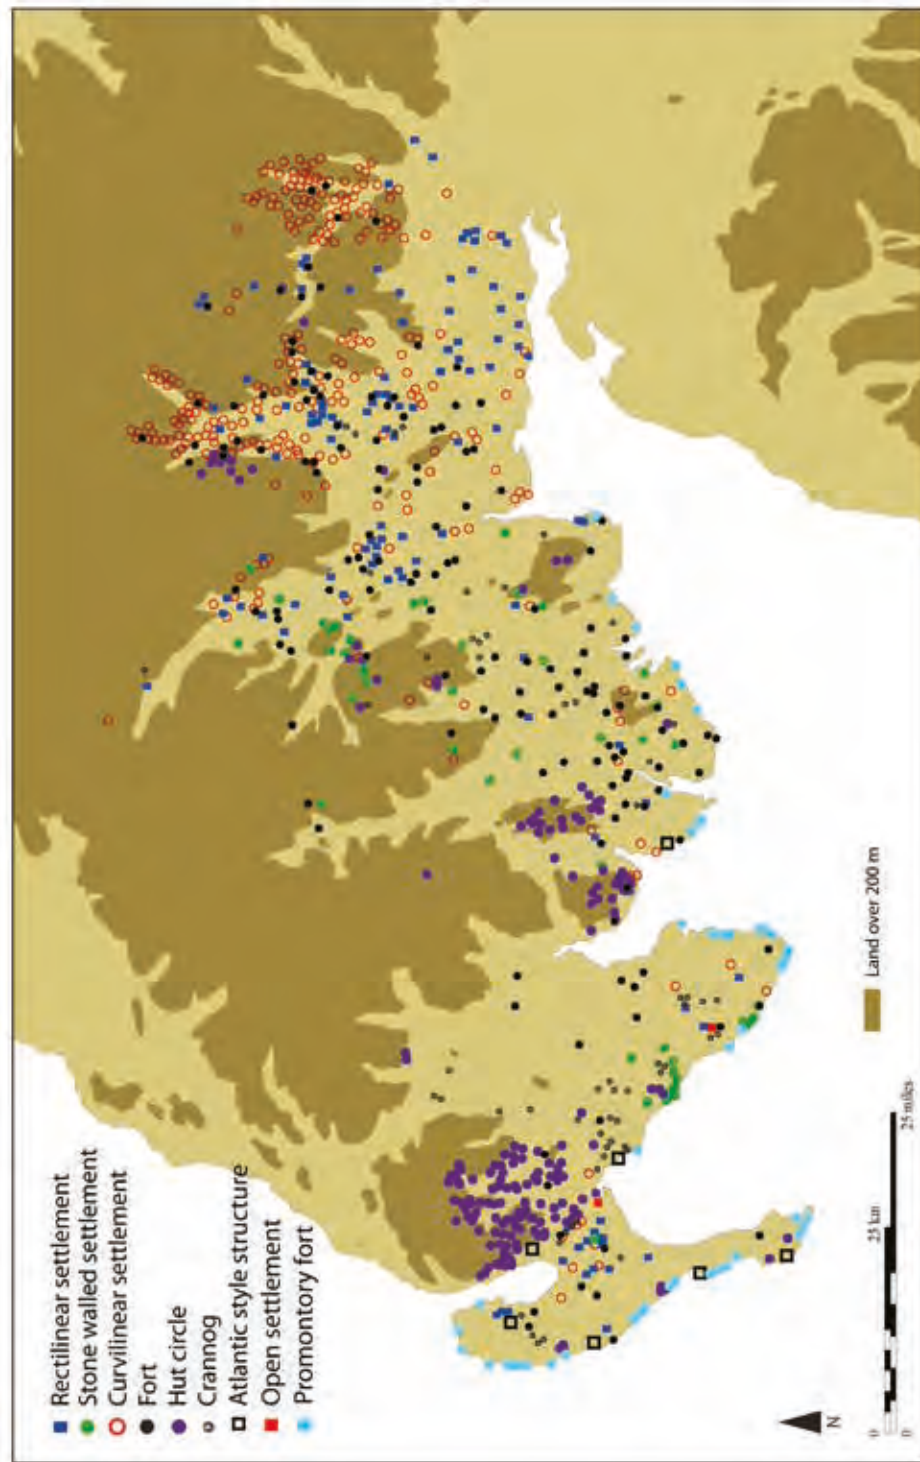 Rectilinear settlement
Stone walled settlement
Curvilinear settlement
Fort
Hut circle
Crannog
Atlantic style structure
Open settlement
Promontory fort
Land over 200 m
N
0 25 km
0 25 miles